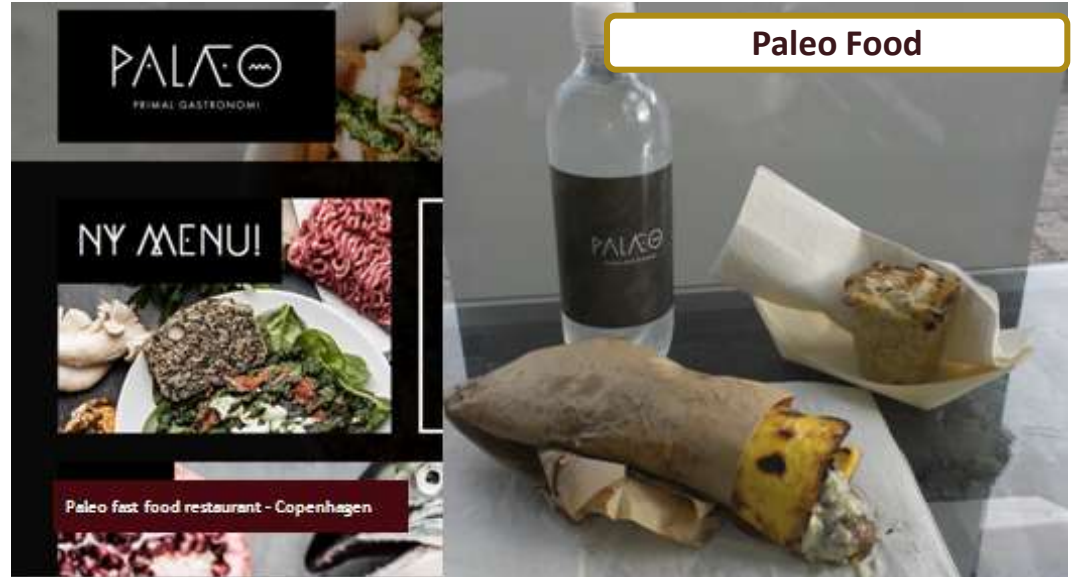 PALÆO
PRIMAL GASTRONOMI
Paleo Food
NY MENU!
PALÆO
Paleo fast food restaurant - Copenhagen